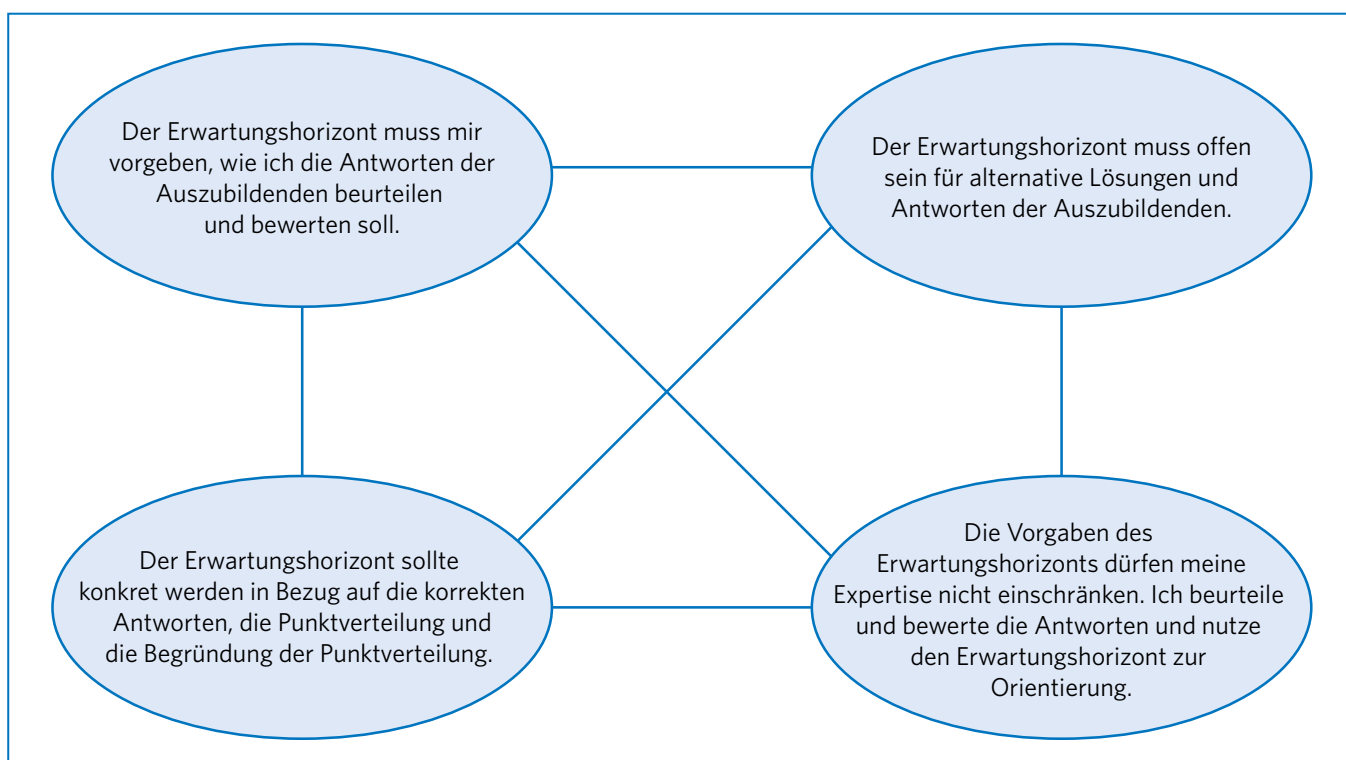 Der Erwartungshorizont muss mir
vorgeben, wie ich die Antworten der
Auszubildenden beurteilen
und bewerten soll.
Der Erwartungshorizont muss offen
sein für alternative Lösungen und
Antworten der Auszubildenden.
Der Erwartungshorizont sollte
konkret werden in Bezug auf die korrekten
Antworten, die Punktverteilung und
die Begründung der Punktverteilung.
Die Vorgaben des
Erwartungshorizonts dürfen meine
Expertise nicht einschränken. Ich beurteile
und bewerte die Antworten und nutze
den Erwartungshorizont zur
Orientierung.